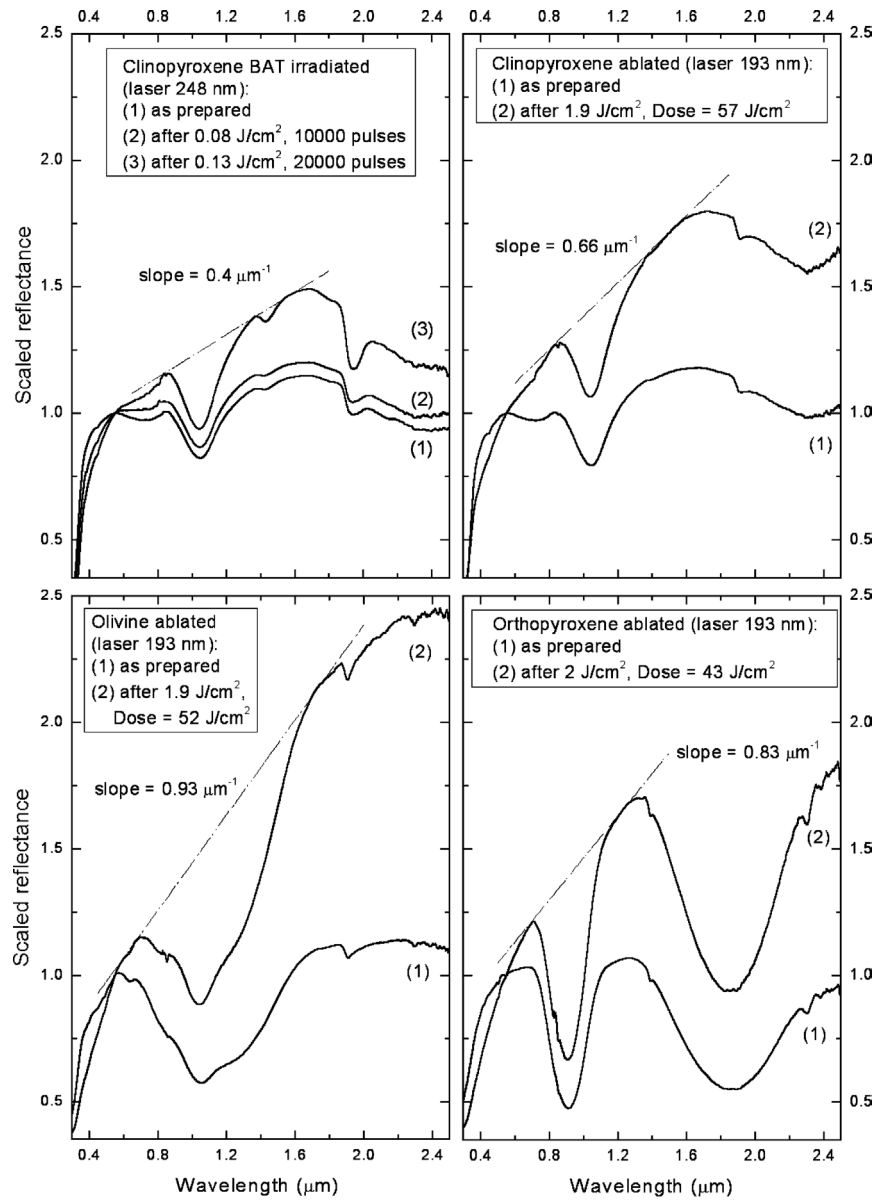 0.4 0.8 1.2 1.6 2.0 2.4
0.4 0.8 1.2 1.6 2.0 2.4
2.5
2.0
1.5
1.0
0.5
Scaled reflectance
Clinopyroxene BAT irradiated
(laser 248 nm):
(1) as prepared
(2) after 0.08 J/cm², 10000 pulses
(3) after 0.13 J/cm², 20000 pulses
slope = 0.4 µm⁻¹
(3)
(2)
(1)
Clinopyroxene ablated (laser 193 nm):
(1) as prepared
(2) after 1.9 J/cm², Dose = 57 J/cm²
slope = 0.66 µm⁻¹
(2)
(1)
2.5
2.0
1.5
1.0
0.5
2.5
2.0
1.5
1.0
0.5
Scaled reflectance
Olivine ablated
(laser 193 nm):
(1) as prepared
(2) after 1.9 J/cm²,
Dose = 52 J/cm²
slope = 0.93 µm⁻¹
(2)
(1)
Orthopyroxene ablated (laser 193 nm):
(1) as prepared
(2) after 2 J/cm², Dose = 43 J/cm²
slope = 0.83 µm⁻¹
(2)
(1)
2.5
2.0
1.5
1.0
0.5
0.4 0.8 1.2 1.6 2.0 2.4
0.4 0.8 1.2 1.6 2.0 2.4
Wavelength (µm)
Wavelength (µm)